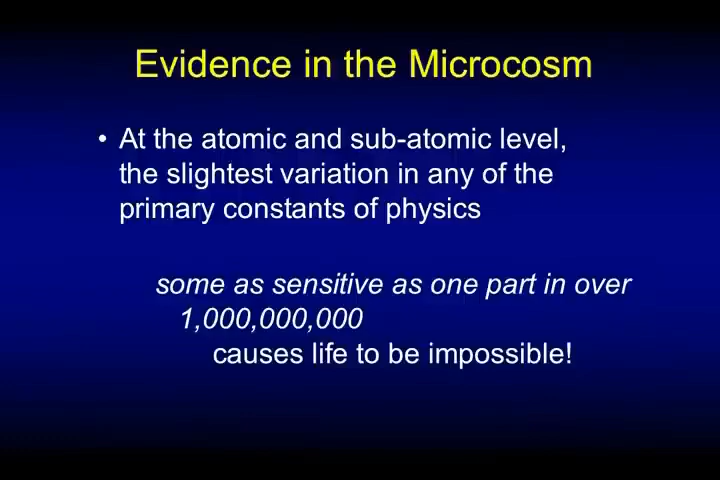 Evidence in the Microcosm
• At the atomic and sub-atomic level,
the slightest variation in any of the
primary constants of physics
some as sensitive as one part in over
1,000,000,000
causes life to be impossible!